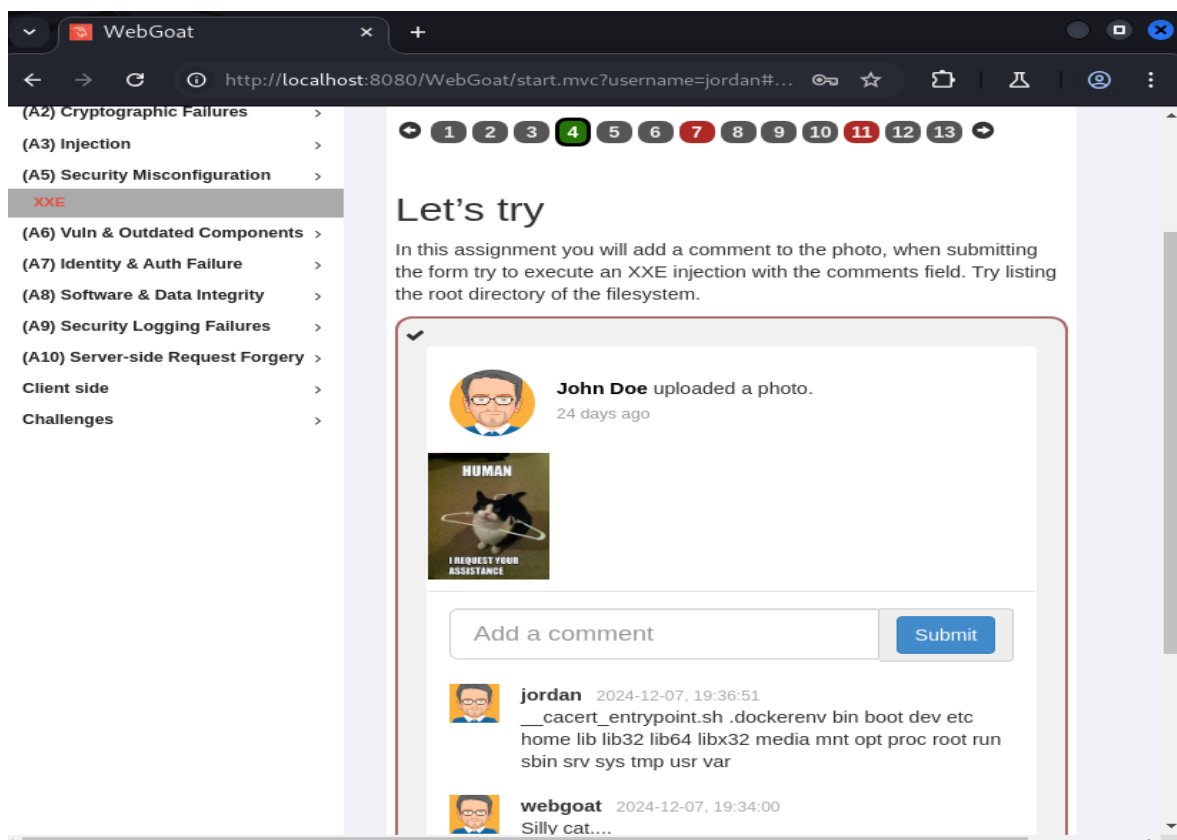 WebGoat
http://localhost:8080/WebGoat/start.mvc?username=jordan#...
(A2) Cryptographic Failures
(A3) Injection
(A5) Security Misconfiguration
XXE
(A6) Vuln & Outdated Components
(A7) Identity & Auth Failure
(A8) Software & Data Integrity
(A9) Security Logging Failures
(A10) Server-side Request Forgery
Client side
Challenges
1 2 3 4 5 6 7 8 9 10 11 12 13
Let's try
In this assignment you will add a comment to the photo, when submitting
the form try to execute an XXE injection with the comments field. Try listing
the root directory of the filesystem.
John Doe uploaded a photo.
24 days ago
HUMAN
I REQUEST YOUR
ASSISTANCE
Add a comment
Submit
jordan 2024-12-07, 19:36:51
__cacert_entrypoint.sh .dockerenv bin boot dev etc
home lib lib32 lib64 libx32 media mnt opt proc root run
sbin srv sys tmp usr var
webgoat 2024-12-07, 19:34:00
Silly cat....